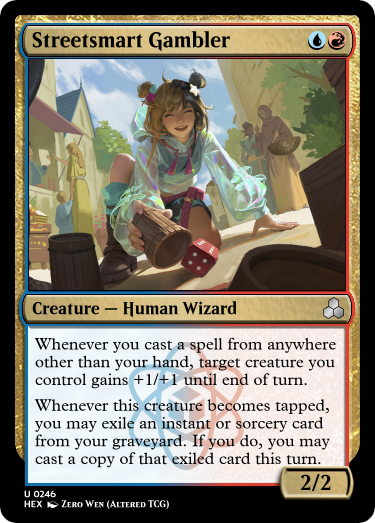 Streetsmart Gambler
Creature — Human Wizard
Whenever you cast a spell from anywhere
other than your hand, target creature you
control gains +1/+1 until end of turn.
Whenever this creature becomes tapped,
you may exile an instant or sorcery card
from your graveyard. If you do, you may
cast a copy of that exiled card this turn.
2/2
U 0246
HEX Zero Wen (Altered TCG)